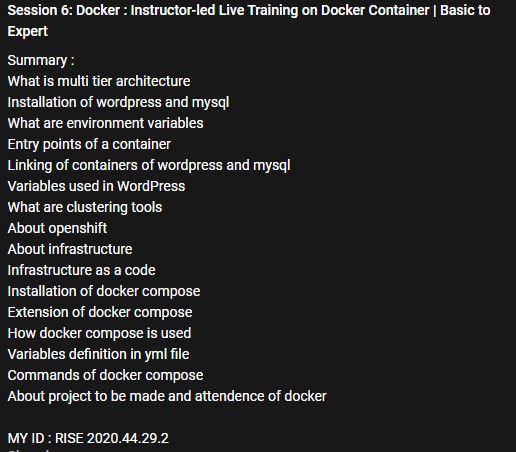 Session 6: Docker : Instructor-led Live Training on Docker Container | Basic to
Expert
Summary :
What is multi tier architecture
Installation of wordpress and mysql
What are environment variables
Entry points of a container
Linking of containers of wordpress and mysql
Variables used in WordPress
What are clustering tools
About openshift
About infrastructure
Infrastructure as a code
Installation of docker compose
Extension of docker compose
How docker compose is used
Variables definition in yml file
Commands of docker compose
About project to be made and attendence of docker
MY ID : RISE 2020.44.29.2